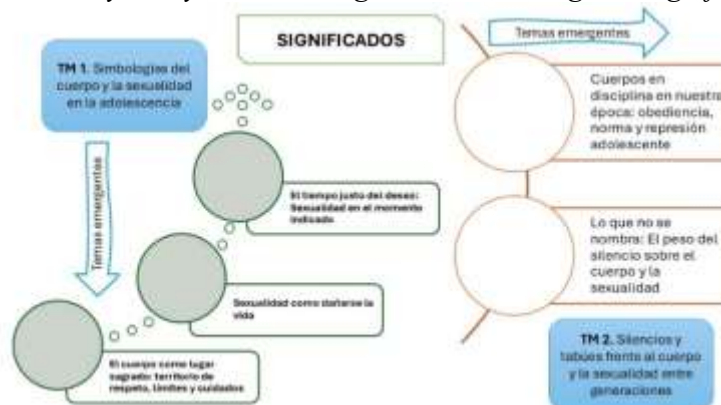 SIGNIFICADOS
TM 1. Simbologías del
cuerpo y la sexualidad
en la adolescencia
Temas emergentes
El tiempo justo del deseo:
Sexualidad en el momento
indicado
Sexualidad como dañarse la
vida
El cuerpo como lugar
sagrado: territorio de
respeto, límites y cuidados
Temas emergentes
Cuerpos en
disciplina en nuestra
época: obediencia,
norma y represión
adolescente
Lo que no se
nombra: El peso del
silencio sobre el
cuerpo y la
sexualidad
TM 2. Silencios y
tabúes frente al cuerpo
y la sexualidad entre
generaciones